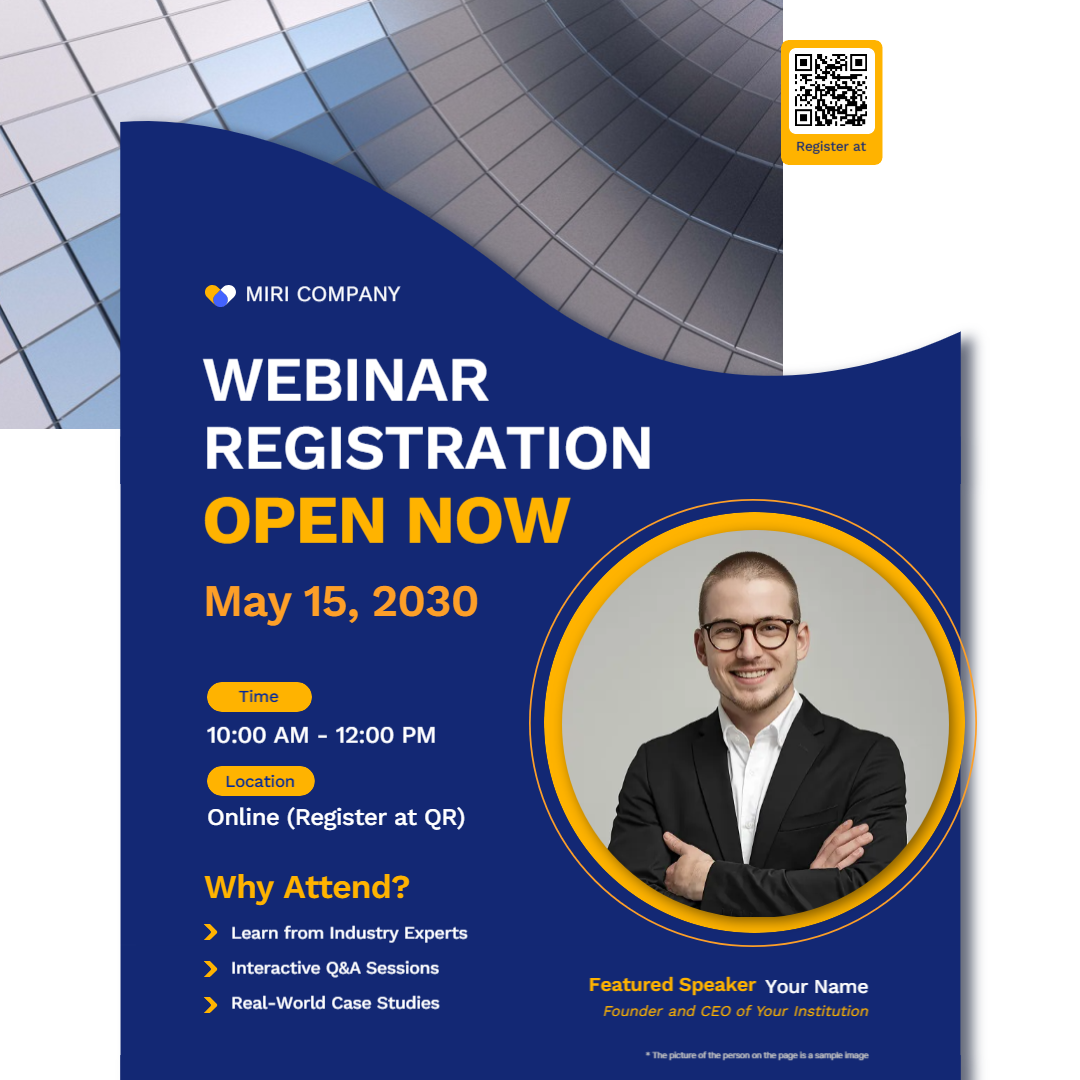 Register at
MIRI COMPANY
WEBINAR
REGISTRATION
OPEN NOW
May 15, 2030
Time
10:00 AM - 12:00 PM
Location
Online (Register at QR)
Why Attend?
Learn from Industry Experts
Interactive Q&A Sessions
Real-World Case Studies
Featured Speaker Your Name
Founder and CEO of Your Institution
* The picture of the person on the page is a sample image